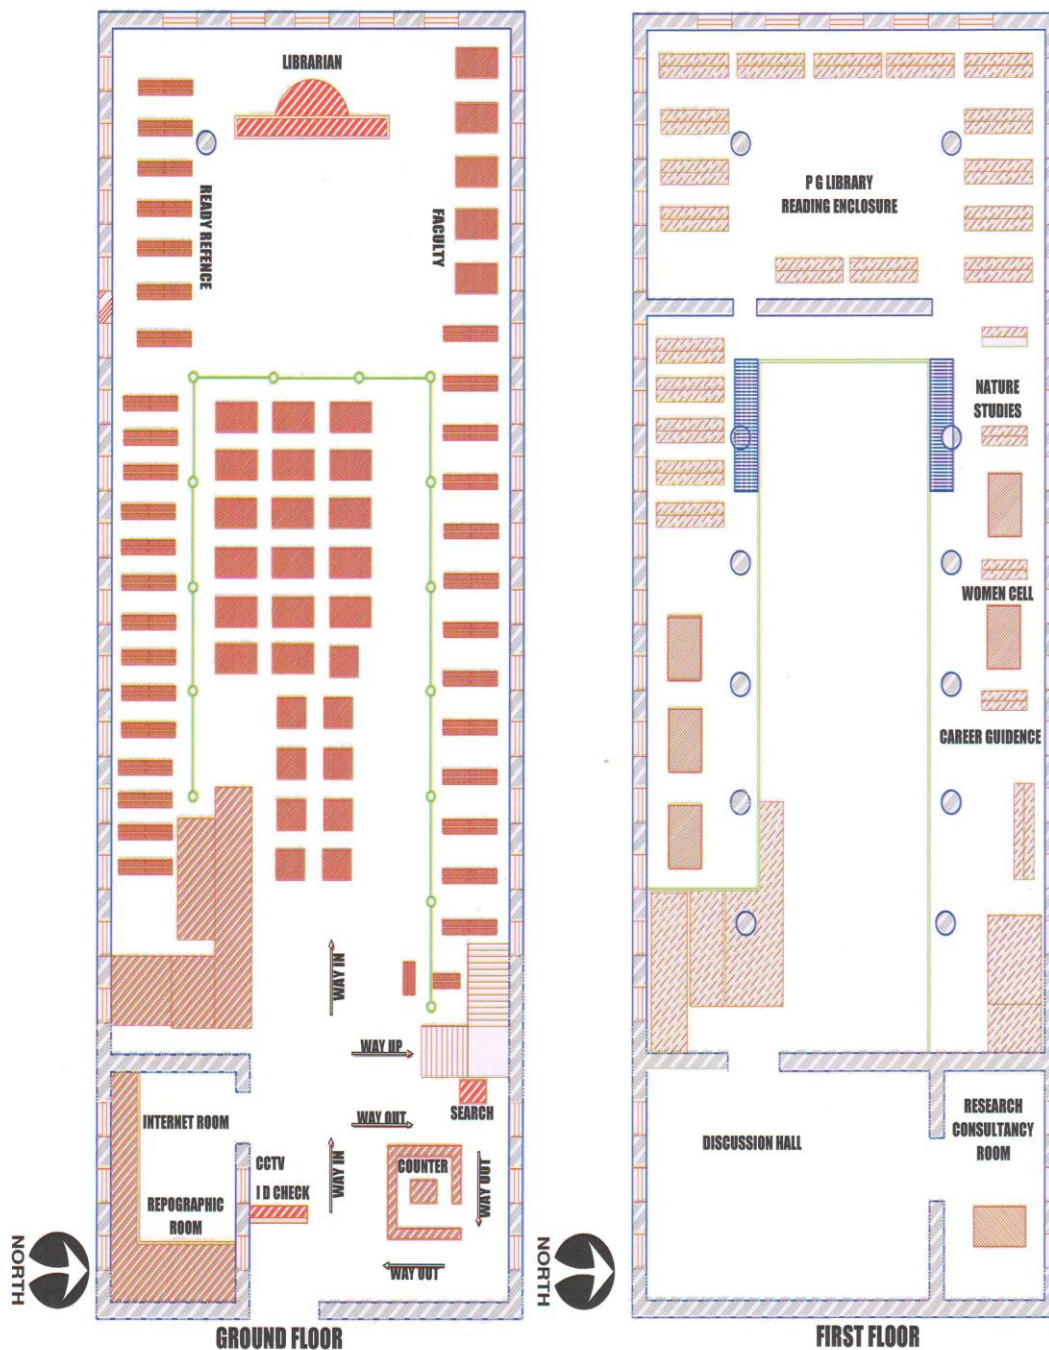 LIBRARIAN
READY REFENCE
FACULTY
WAY IN
WAY UP
WAY OUT
SEARCH
INTERNET ROOM
CCTV
I D CHECK
WAY IN
COUNTER
WAY OUT
REPOGRAPHIC
ROOM
WAY OUT
NORTH
GROUND FLOOR
P G LIBRARY
READING ENCLOSURE
NATURE
STUDIES
WOMEN CELL
CAREER GUIDENCE
DISCUSSION HALL
RESEARCH
CONSULTANCY
ROOM
NORTH
FIRST FLOOR